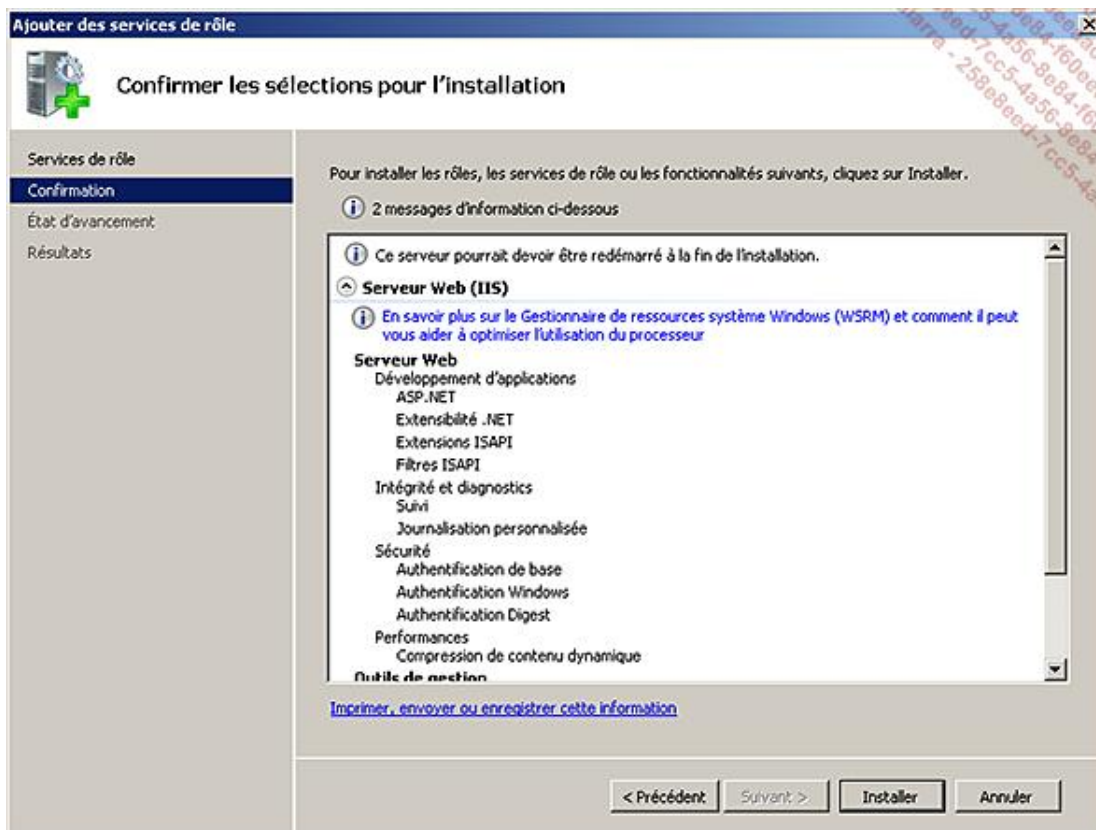 Ajouter des services de rôle
Confirmer les sélections pour l'installation
Services de rôle
Confirmation
État d'avancement
Résultats
Pour installer les rôles, les services de rôle ou les fonctionnalités suivants, cliquez sur Installer.
2 messages d'information ci-dessous
Ce serveur pourrait devoir être redémarré à la fin de l'installation.
Serveur Web (IIS)
En savoir plus sur le Gestionnaire de ressources système Windows (WSRM) et comment il peut
vous aider à optimiser l'utilisation du processeur
Serveur Web
Développement d'applications
ASP.NET
Extensibilité .NET
Extensions ISAPI
Filtres ISAPI
Intégrité et diagnostics
Suivi
Journalisation personnalisée
Sécurité
Authentification de base
Authentification Windows
Authentification Digest
Performances
Compression de contenu dynamique
Outils de gestion
Imprimer, envoyer ou enregistrer cette information
< Précédent
Suivant >
Installer
Annuler